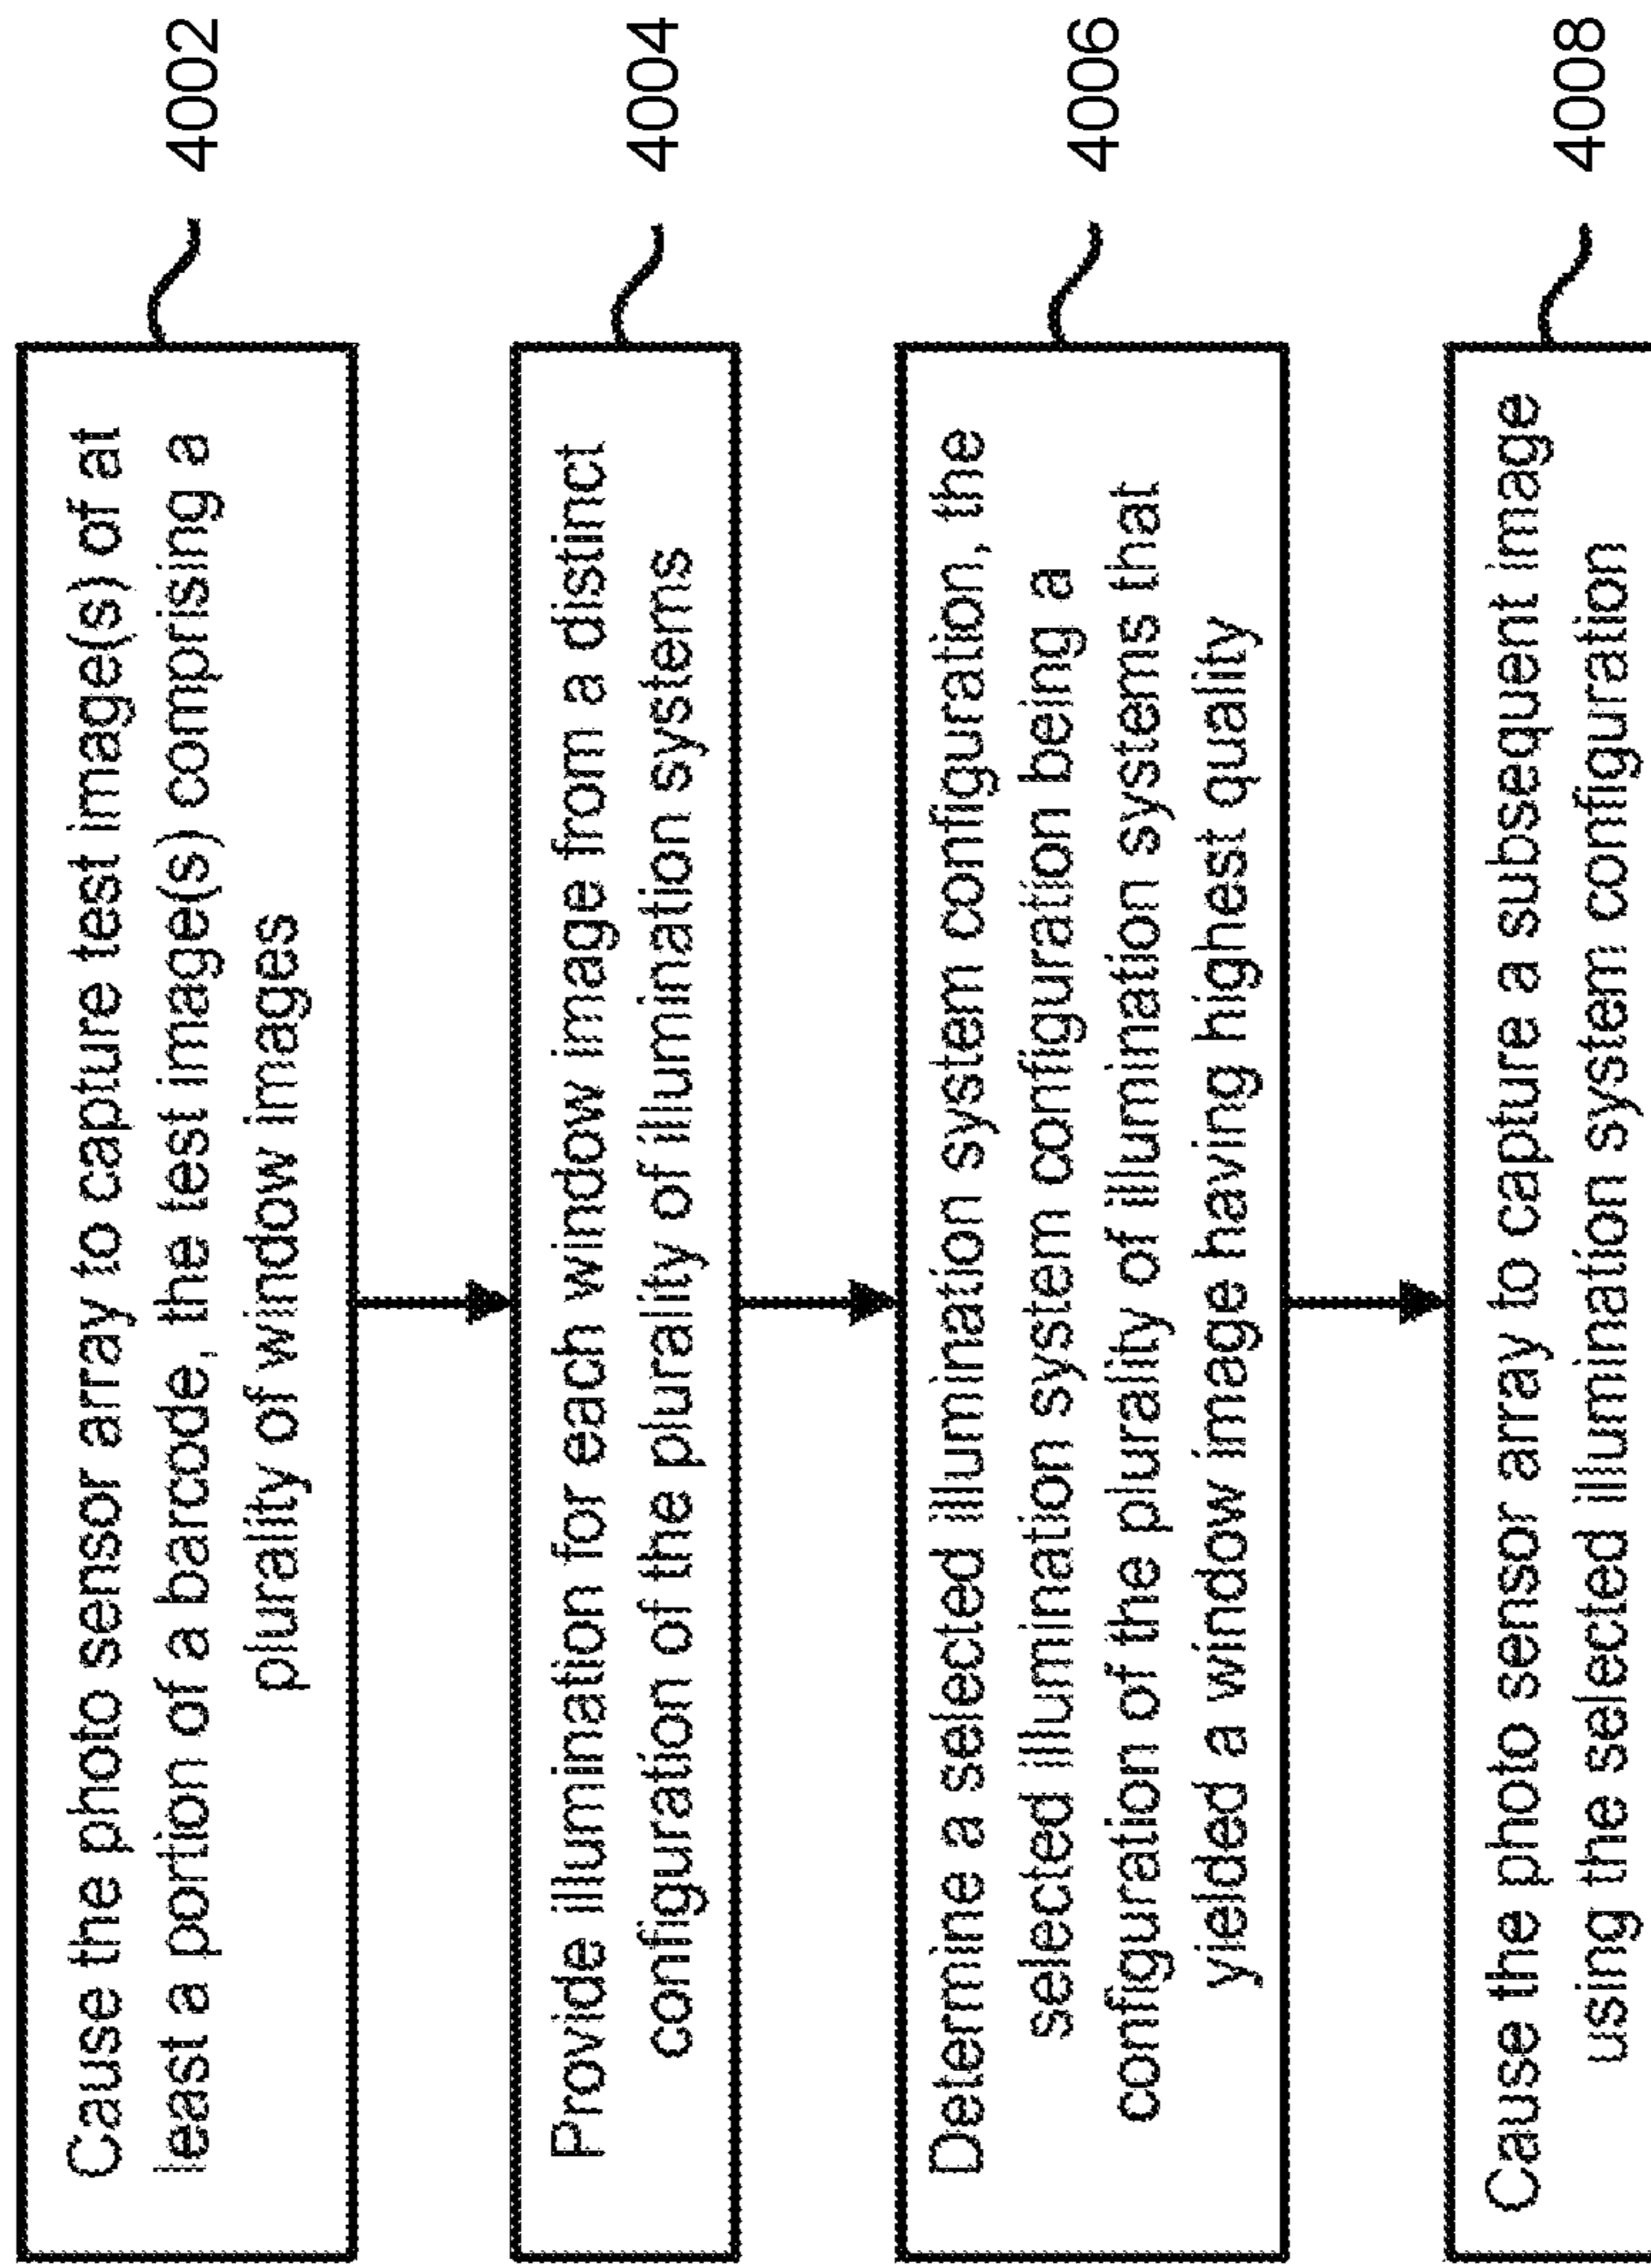 Cause the photo sensor array to capture test image(s) of at
least a portion of a barcode, the test image(s) comprising a
plurality of window images
4002
Provide illumination for each window image from a distinct
configuration of the plurality of illumination systems
4004
Determine a selected illumination system configuration, the
selected illumination system configuration being a
configuration of the plurality of illumination systems that
yielded a window image having highest quality
4006
Cause the photo sensor array to capture a subsequent image
using the selected illumination system configuration
4008